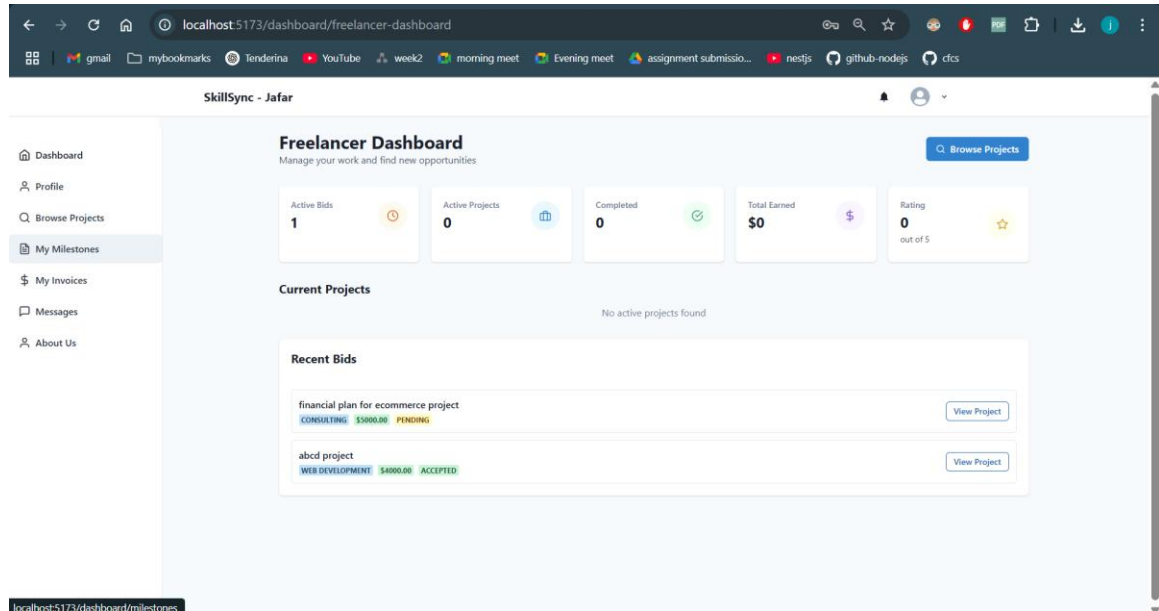 localhost:5173/dashboard/freelancer-dashboard
gmail mybookmarks Tenderina YouTube week2 morning meet Evening meet assignment submissio... nestjs github-nodejs cfcs
SkillSync - Jafar
Dashboard
Profile
Browse Projects
My Milestones
My Invoices
Messages
About Us
Freelancer Dashboard
Manage your work and find new opportunities
Browse Projects
Active Bids
1
Active Projects
0
Completed
0
Total Earned
$0
Rating
0
out of 5
Current Projects
No active projects found
Recent Bids
financial plan for ecommerce project
CONSULTING $5000.00 PENDING
View Project
abcd project
WEB DEVELOPMENT $4000.00 ACCEPTED
View Project
localhost:5173/dashboard/milestones